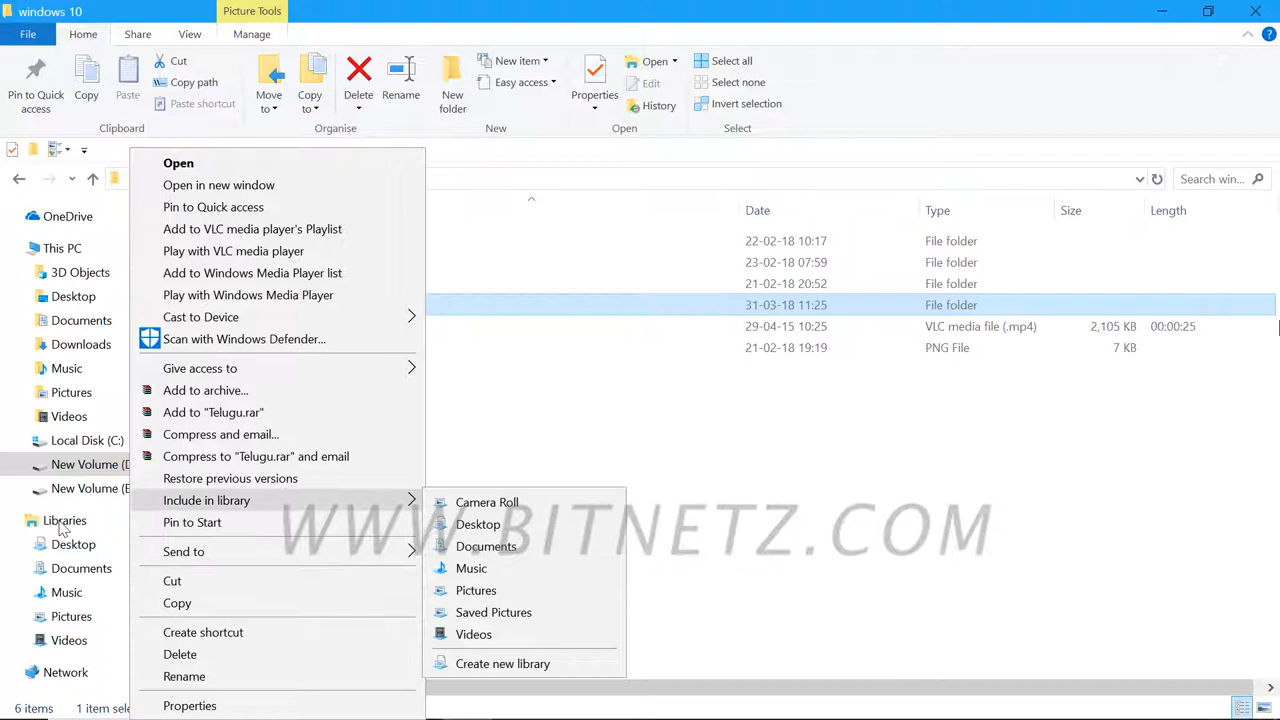 windows 10
Picture Tools
File Home Share View Manage
Pin to Quick access
Copy
Paste
Cut
Copy path
Paste shortcut
Clipboard
Move to
Copy to
Delete
Rename
Organise
New folder
New item
Easy access
New
Properties
Open
Edit
History
Open
Select all
Select none
Invert selection
Select
Search win...
Date Type Size Length
22-02-18 10:17 File folder
23-02-18 07:59 File folder
21-02-18 20:52 File folder
31-03-18 11:25 File folder
29-04-15 10:25 VLC media file (.mp4) 2,105 KB 00:00:25
21-02-18 19:19 PNG File 7 KB
OneDrive
This PC
3D Objects
Desktop
Documents
Downloads
Music
Pictures
Videos
Local Disk (C:)
New Volume (D
New Volume (E
Libraries
Desktop
Documents
Music
Pictures
Videos
Network
Open
Open in new window
Pin to Quick access
Add to VLC media player's Playlist
Play with VLC media player
Add to Windows Media Player list
Play with Windows Media Player
Cast to Device
Scan with Windows Defender...
Give access to
Add to archive...
Add to "Telugu.rar"
Compress and email...
Compress to "Telugu.rar" and email
Restore previous versions
Include in library
Pin to Start
Send to
Cut
Copy
Create shortcut
Delete
Rename
Properties
Camera Roll
Desktop
Documents
Music
Pictures
Saved Pictures
Videos
Create new library
WWW.BITNETZ.COM
6 items 1 item sele